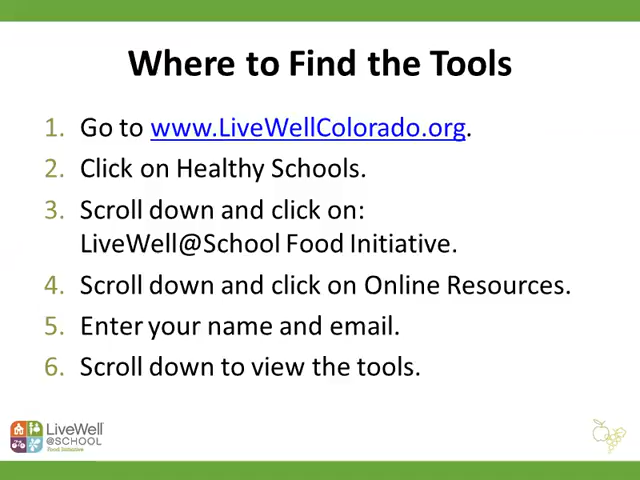 Where to Find the Tools
1. Go to www.LiveWellColorado.org.
2. Click on Healthy Schools.
3. Scroll down and click on:
LiveWell@School Food Initiative.
4. Scroll down and click on Online Resources.
5. Enter your name and email.
6. Scroll down to view the tools.
LiveWell
@SCHOOL
Food Initiative